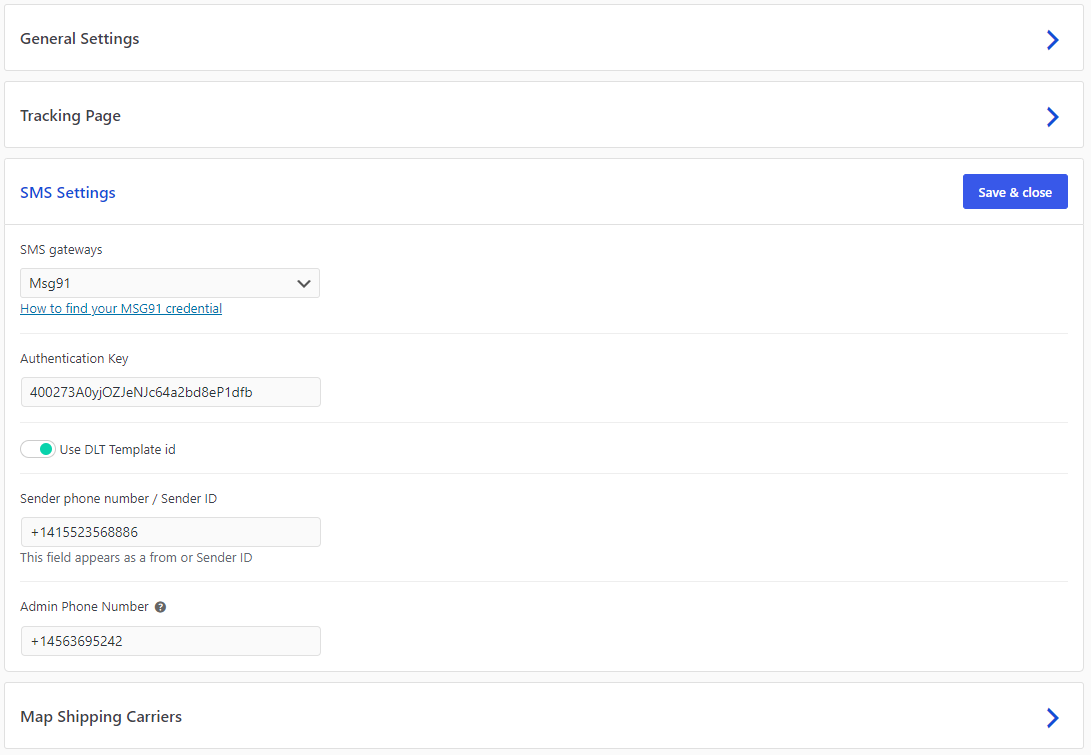 General Settings
Tracking Page
SMS Settings
Save & close
SMS gateways
Msg91
How to find your MSG91 credential
Authentication Key
400273A0yjOZJeNJc64a2bd8eP1dfb
Use DLT Template id
Sender phone number / Sender ID
+1415523568886
This field appears as a from or Sender ID
Admin Phone Number ?
+14563695242
Map Shipping Carriers